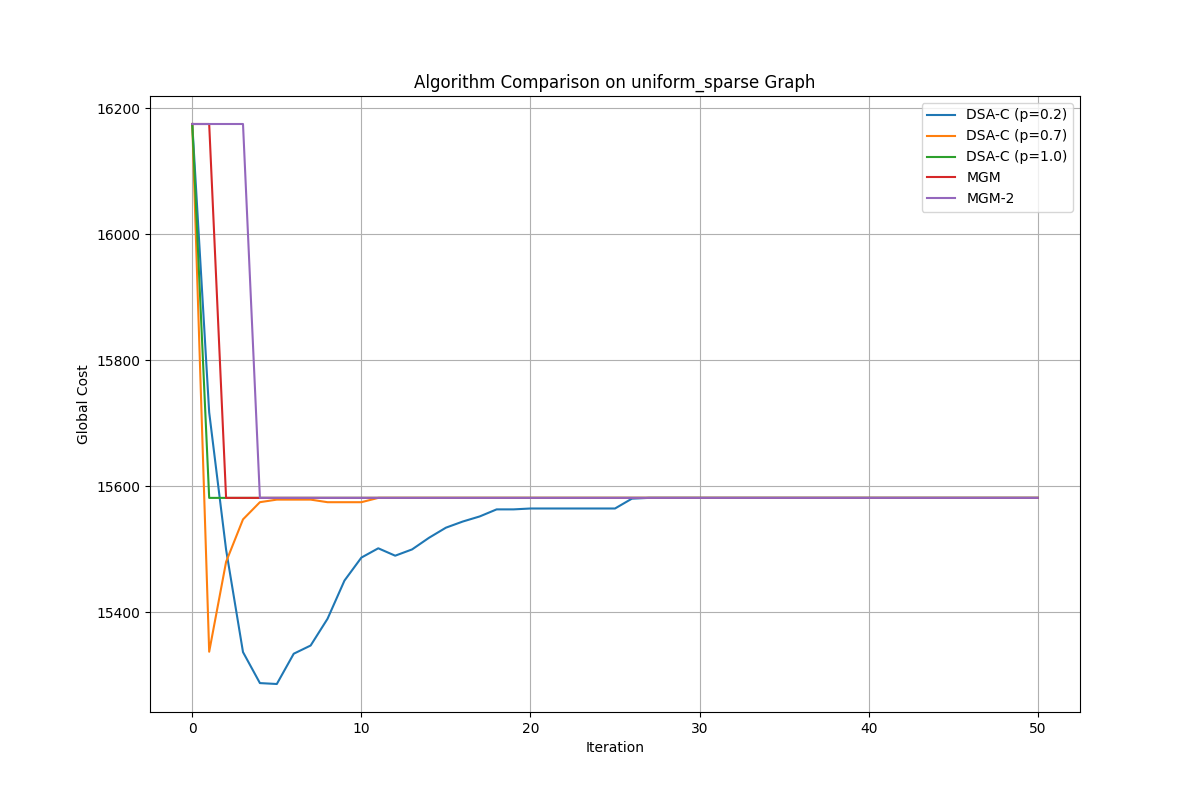 Algorithm Comparison on uniform_sparse Graph
16200
16000
15800
15600
15400
Global Cost
DSA-C (p=0.2)
DSA-C (p=0.7)
DSA-C (p=1.0)
MGM
MGM-2
0 10 20 30 40 50
Iteration